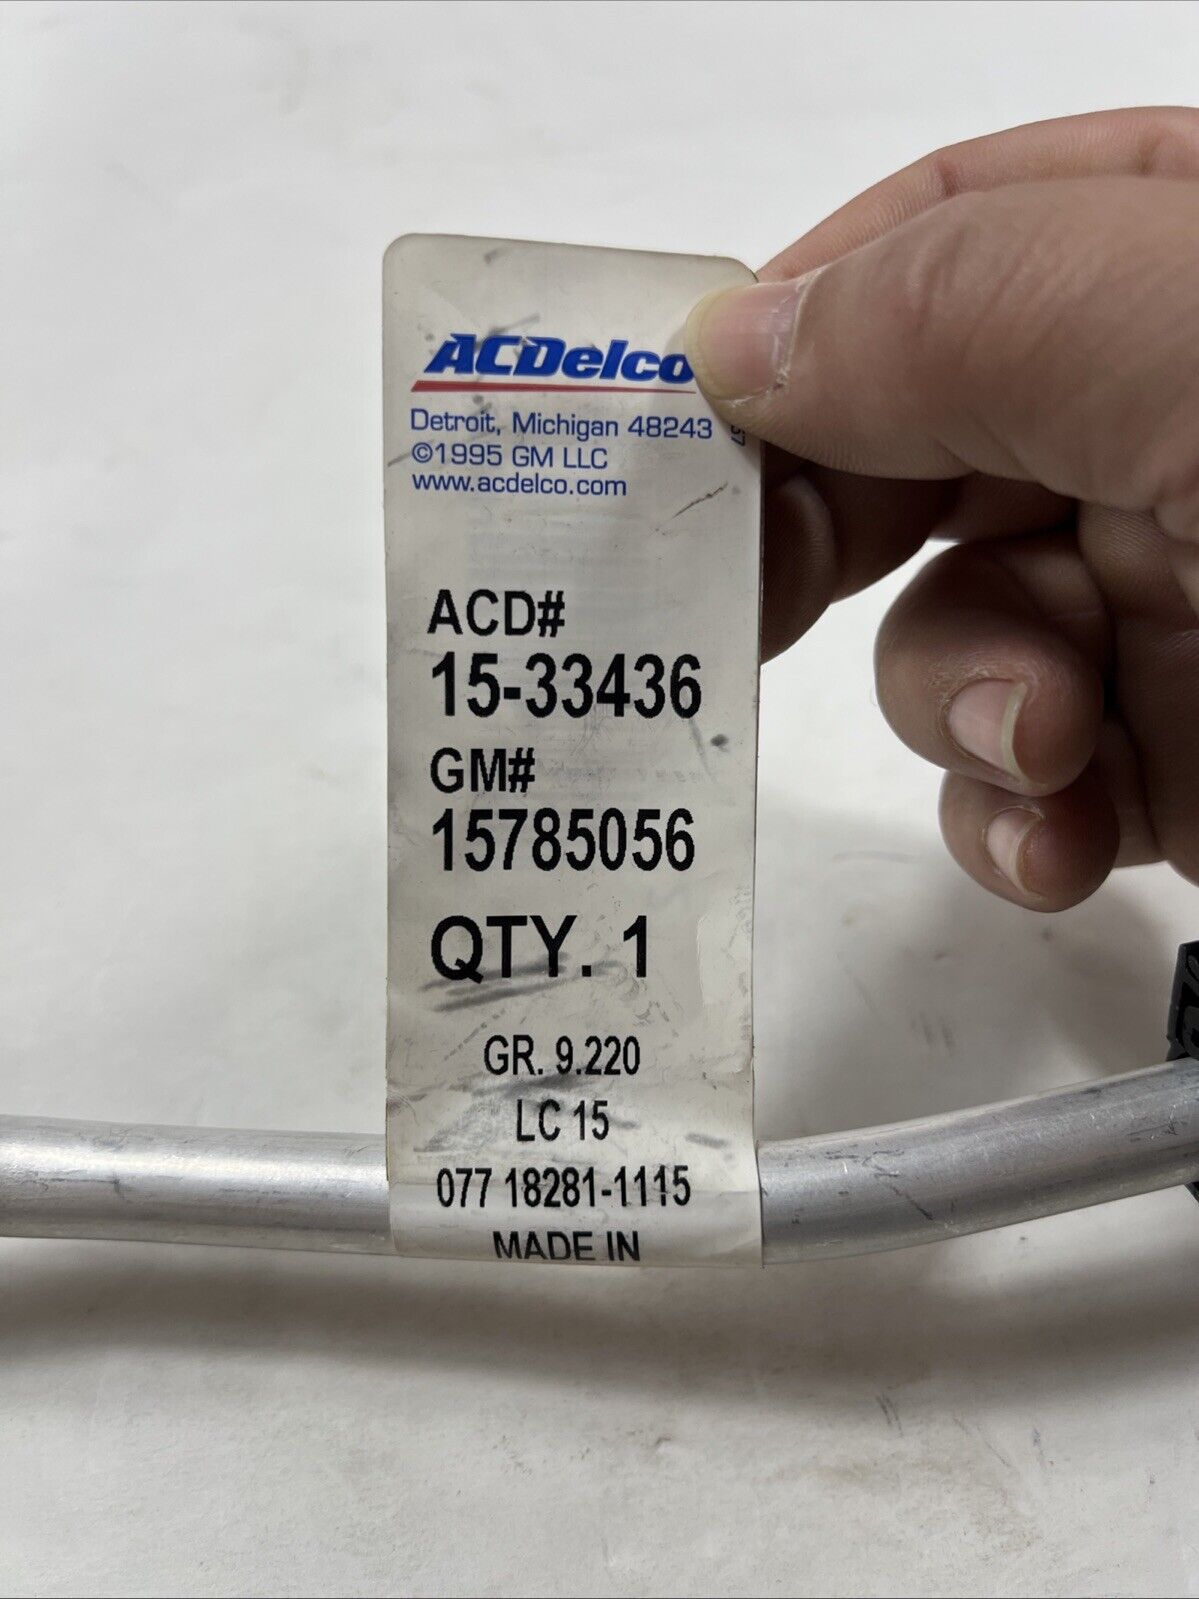 ACDelco
Detroit, Michigan 48243
©1995 GM LLC
www.acdelco.com
ACD#
15-33436
GM#
15785056
QTY. 1
GR. 9.220
LC 15
077 18281-1115
MADE IN